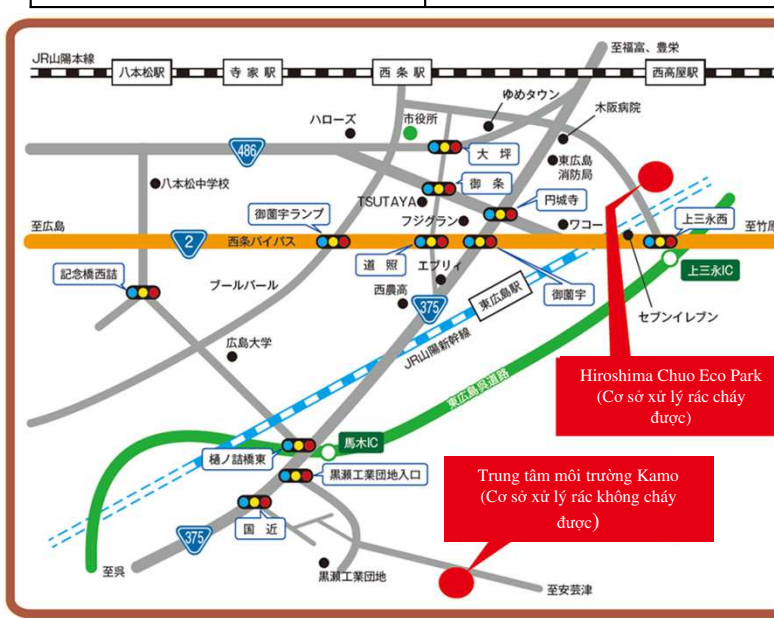 至福富、豊栄
JR山陽本線
八本松駅
寺家駅
西条駅
西高屋駅
ゆめタウン
木阪病院
ハローズ
市役所
486
大坪
東広島
消防局
八本松中学校
御条
TSUTAYA
円城寺
フジグラン
ワコー
御薗宇ランプ
上三永西
至広島
2
西条バイパス
至竹原
道照
エブリィ
御薗宇
上三永IC
記念橋西詰
ブールバール
西農高
375
東広島駅
セブンイレブン
広島大学
JR山陽新幹線
東広島呉道路
Hiroshima Chuo Eco Park
(Cơ sở xử lý rác cháy
được)
馬木IC
樋ノ詰橋東
黒瀬工業団地入口
Trung tâm môi trường Kamo
(Cơ sở xử lý rác không cháy
được)
国近
375
至呉
黒瀬工業団地
至安芸津